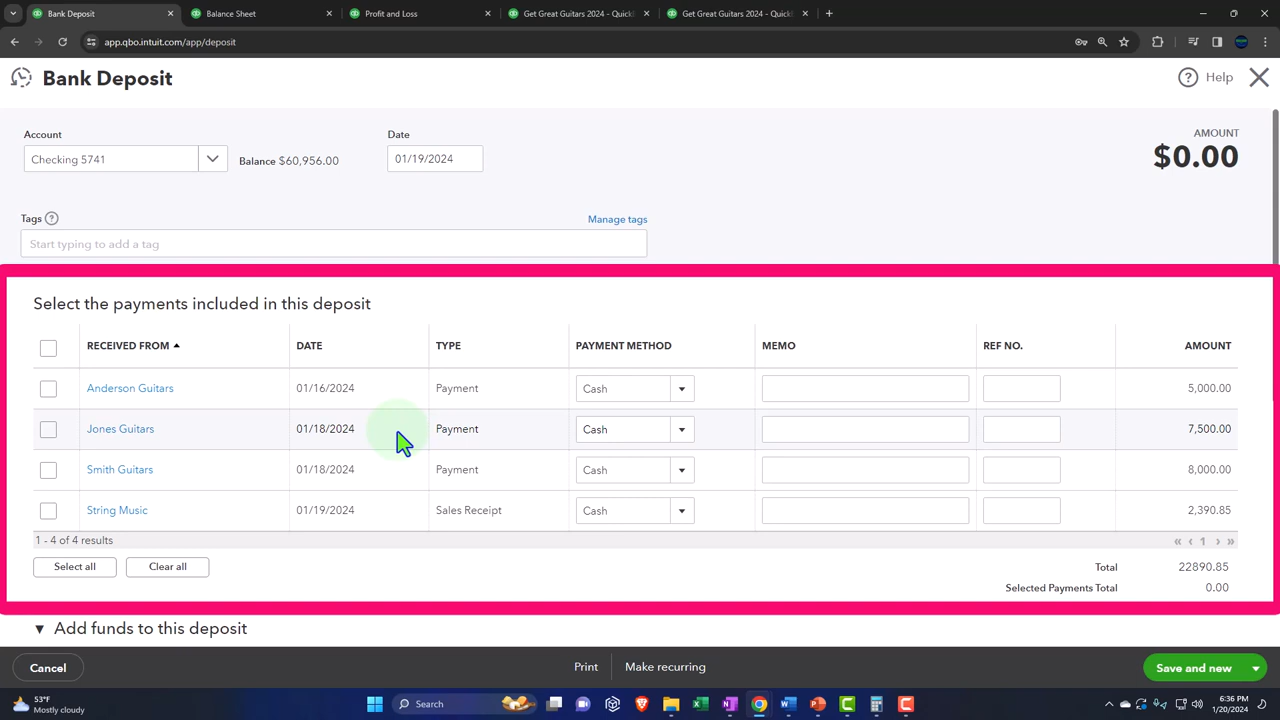 Bank Deposit
Balance Sheet
Profit and Loss
Get Great Guitars 2024 - QuickB
Get Great Guitars 2024 - QuickB
app.qbo.intuit.com/app/deposit
Bank Deposit
Help
Account
Date
AMOUNT
Checking 5741
Balance $60,956.00
01/19/2024
$0.00
Tags
Manage tags
Start typing to add a tag
Select the payments included in this deposit
RECEIVED FROM DATE TYPE PAYMENT METHOD MEMO REF NO. AMOUNT
Anderson Guitars 01/16/2024 Payment Cash 5,000.00
Jones Guitars 01/18/2024 Payment Cash 7,500.00
Smith Guitars 01/18/2024 Payment Cash 8,000.00
String Music 01/19/2024 Sales Receipt Cash 2,390.85
1 - 4 of 4 results « ‹ 1 › »
Select all Clear all Total 22890.85
Selected Payments Total 0.00
Add funds to this deposit
Cancel Print Make recurring Save and new
53°F
Mostly cloudy
Search
6:36 PM
1/20/2024